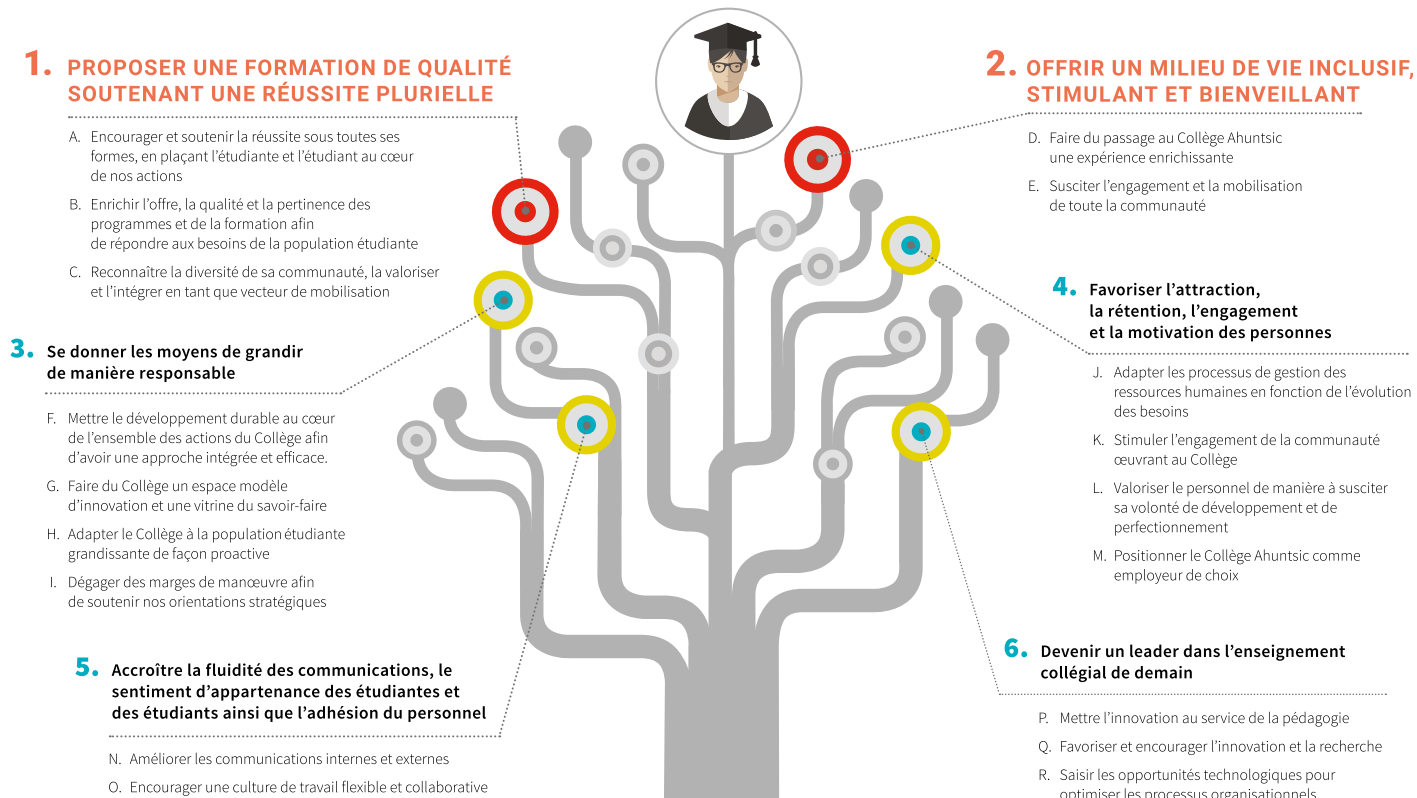 1. PROPOSER UNE FORMATION DE QUALITÉ
SOUTENANT UNE RÉUSSITE PLURIELLE
A. Encourager et soutenir la réussite sous toutes ses
formes, en plaçant l’étudiante et l’étudiant au cœur
de nos actions
B. Enrichir l’offre, la qualité et la pertinence des
programmes et de la formation afin
de répondre aux besoins de la population étudiante
C. Reconnaître la diversité de sa communauté, la valoriser
et l’intégrer en tant que vecteur de mobilisation
2. OFFRIR UN MILIEU DE VIE INCLUSIF,
STIMULANT ET BIENVEILLANT
D. Faire du passage au Collège Ahuntsic
une expérience enrichissante
E. Susciter l’engagement et la mobilisation
de toute la communauté
3. Se donner les moyens de grandir
de manière responsable
F. Mettre le développement durable au cœur
de l’ensemble des actions du Collège afin
d’avoir une approche intégrée et efficace.
G. Faire du Collège un espace modèle
d’innovation et une vitrine du savoir-faire
H. Adapter le Collège à la population étudiante
grandissante de façon proactive
I. Dégager des marges de manœuvre afin
de soutenir nos orientations stratégiques
4. Favoriser l’attraction,
la rétention, l’engagement
et la motivation des personnes
J. Adapter les processus de gestion des
ressources humaines en fonction de l’évolution
des besoins
K. Stimuler l’engagement de la communauté
œuvrant au Collège
L. Valoriser le personnel de manière à susciter
sa volonté de développement et de
perfectionnement
M. Positionner le Collège Ahuntsic comme
employeur de choix
5. Accroître la fluidité des communications, le
sentiment d’appartenance des étudiantes et
des étudiants ainsi que l’adhésion du personnel
N. Améliorer les communications internes et externes
O. Encourager une culture de travail flexible et collaborative
6. Devenir un leader dans l’enseignement
collégial de demain
P. Mettre l’innovation au service de la pédagogie
Q. Favoriser et encourager l’innovation et la recherche
R. Saisir les opportunités technologiques pour
optimiser les processus organisationnels